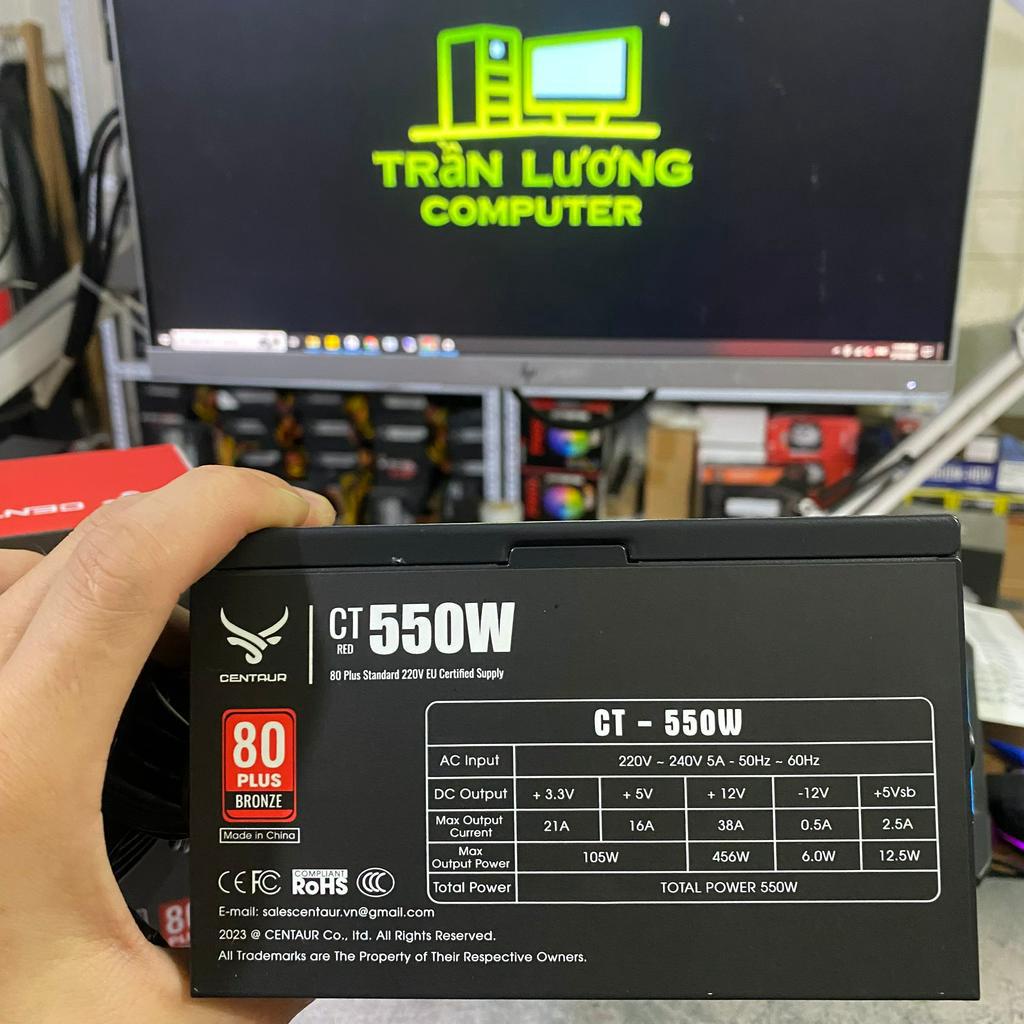 TRẦN LƯƠNG
COMPUTER
CENTAUR
CT
RED
550W
80 Plus Standard 220V EU Certified Supply
80
PLUS
BRONZE
Made in China
CT - 550W
AC Input 220V ~ 240V 5A - 50Hz ~ 60Hz
DC Output + 3.3V + 5V + 12V -12V +5Vsb
Max Output Current 21A 16A 38A 0.5A 2.5A
Max Output Power 105W 456W 6.0W 12.5W
Total Power TOTAL POWER 550W
CE FC COMPLIANT RoHS CCC
E-mail: salescentaur.vn@gmail.com
2023 @ CENTAUR Co., ltd. All Rights Reserved.
All Trademarks are The Property of Their Respective Owners.